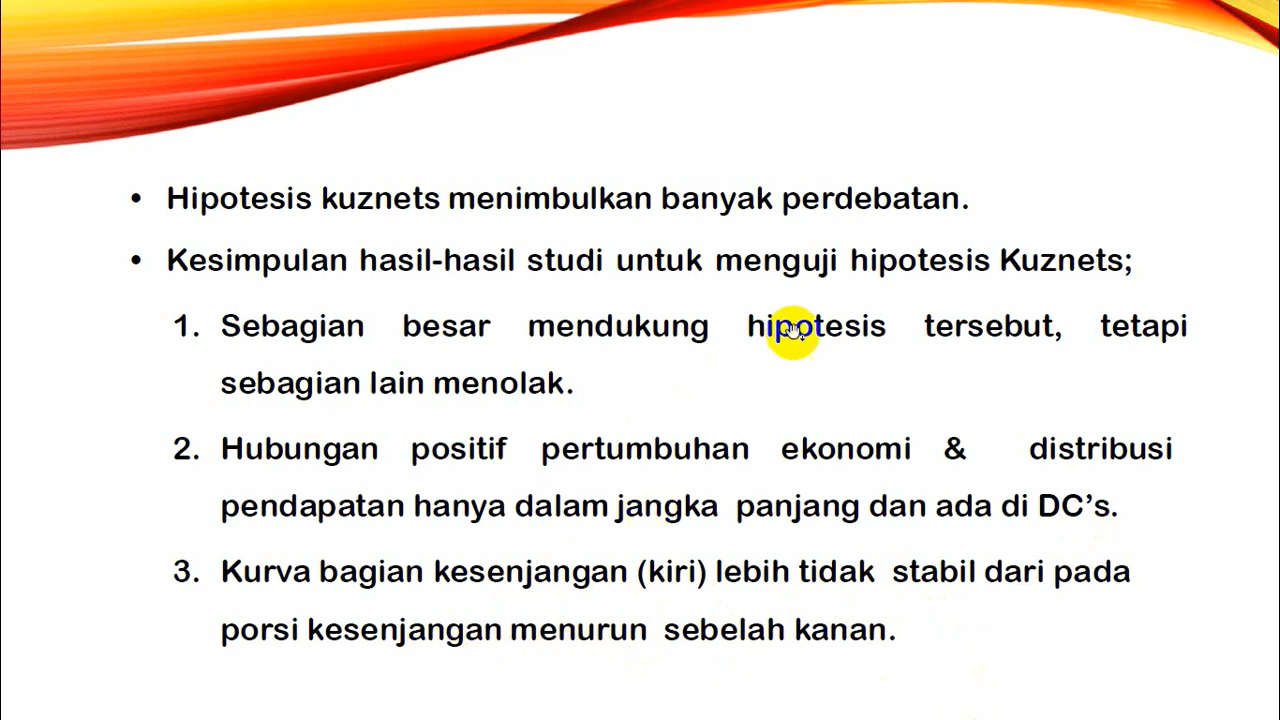 • Hipotesis kuznets menimbulkan banyak perdebatan.
• Kesimpulan hasil-hasil studi untuk menguji hipotesis Kuznets;
1. Sebagian besar mendukung hipotesis tersebut, tetapi
sebagian lain menolak.
2. Hubungan positif pertumbuhan ekonomi & distribusi
pendapatan hanya dalam jangka panjang dan ada di DC’s.
3. Kurva bagian kesenjangan (kiri) lebih tidak stabil dari pada
porsi kesenjangan menurun sebelah kanan.